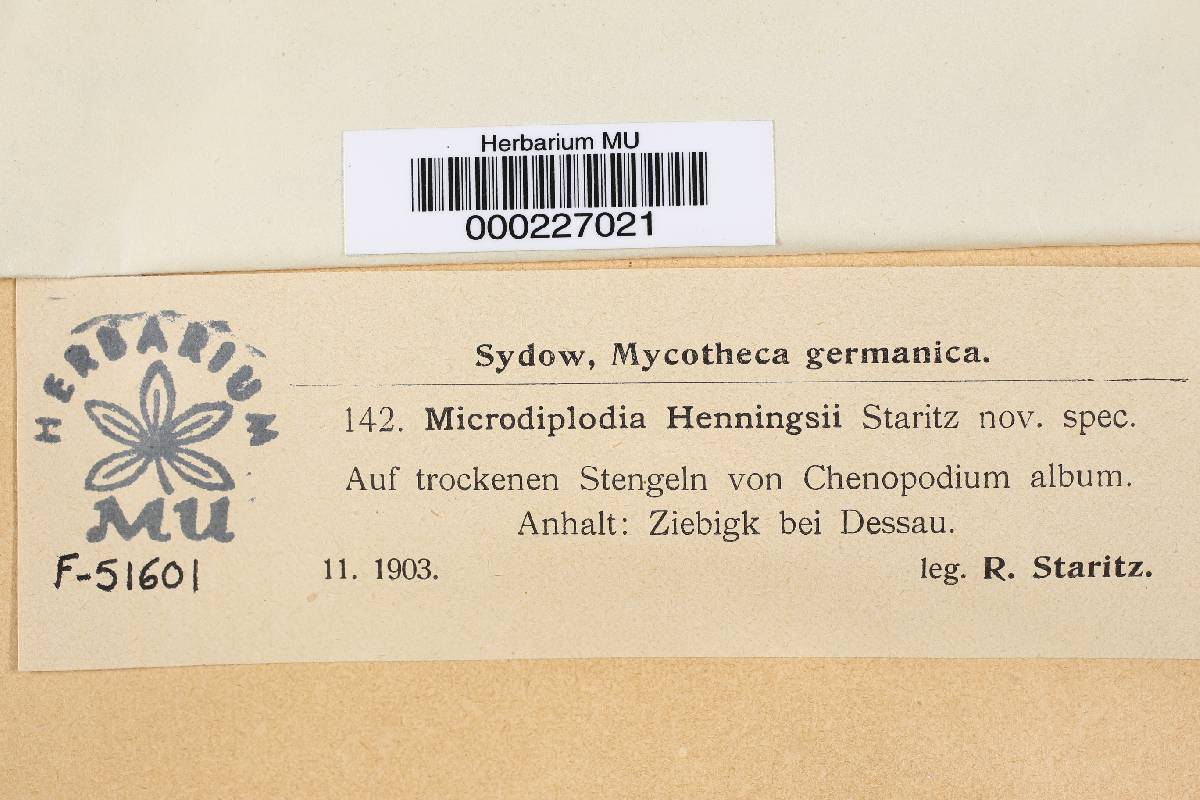 Herbarium MU
000227021
HERBARIUM
MU
F-51601
Sydow, Mycotheca germanica.
142. Microdiplodia Henningsii Staritz nov. spec.
Auf trockenen Stengeln von Chenopodium album.
Anhalt: Ziebigk bei Dessau.
11. 1903. leg. R. Staritz.